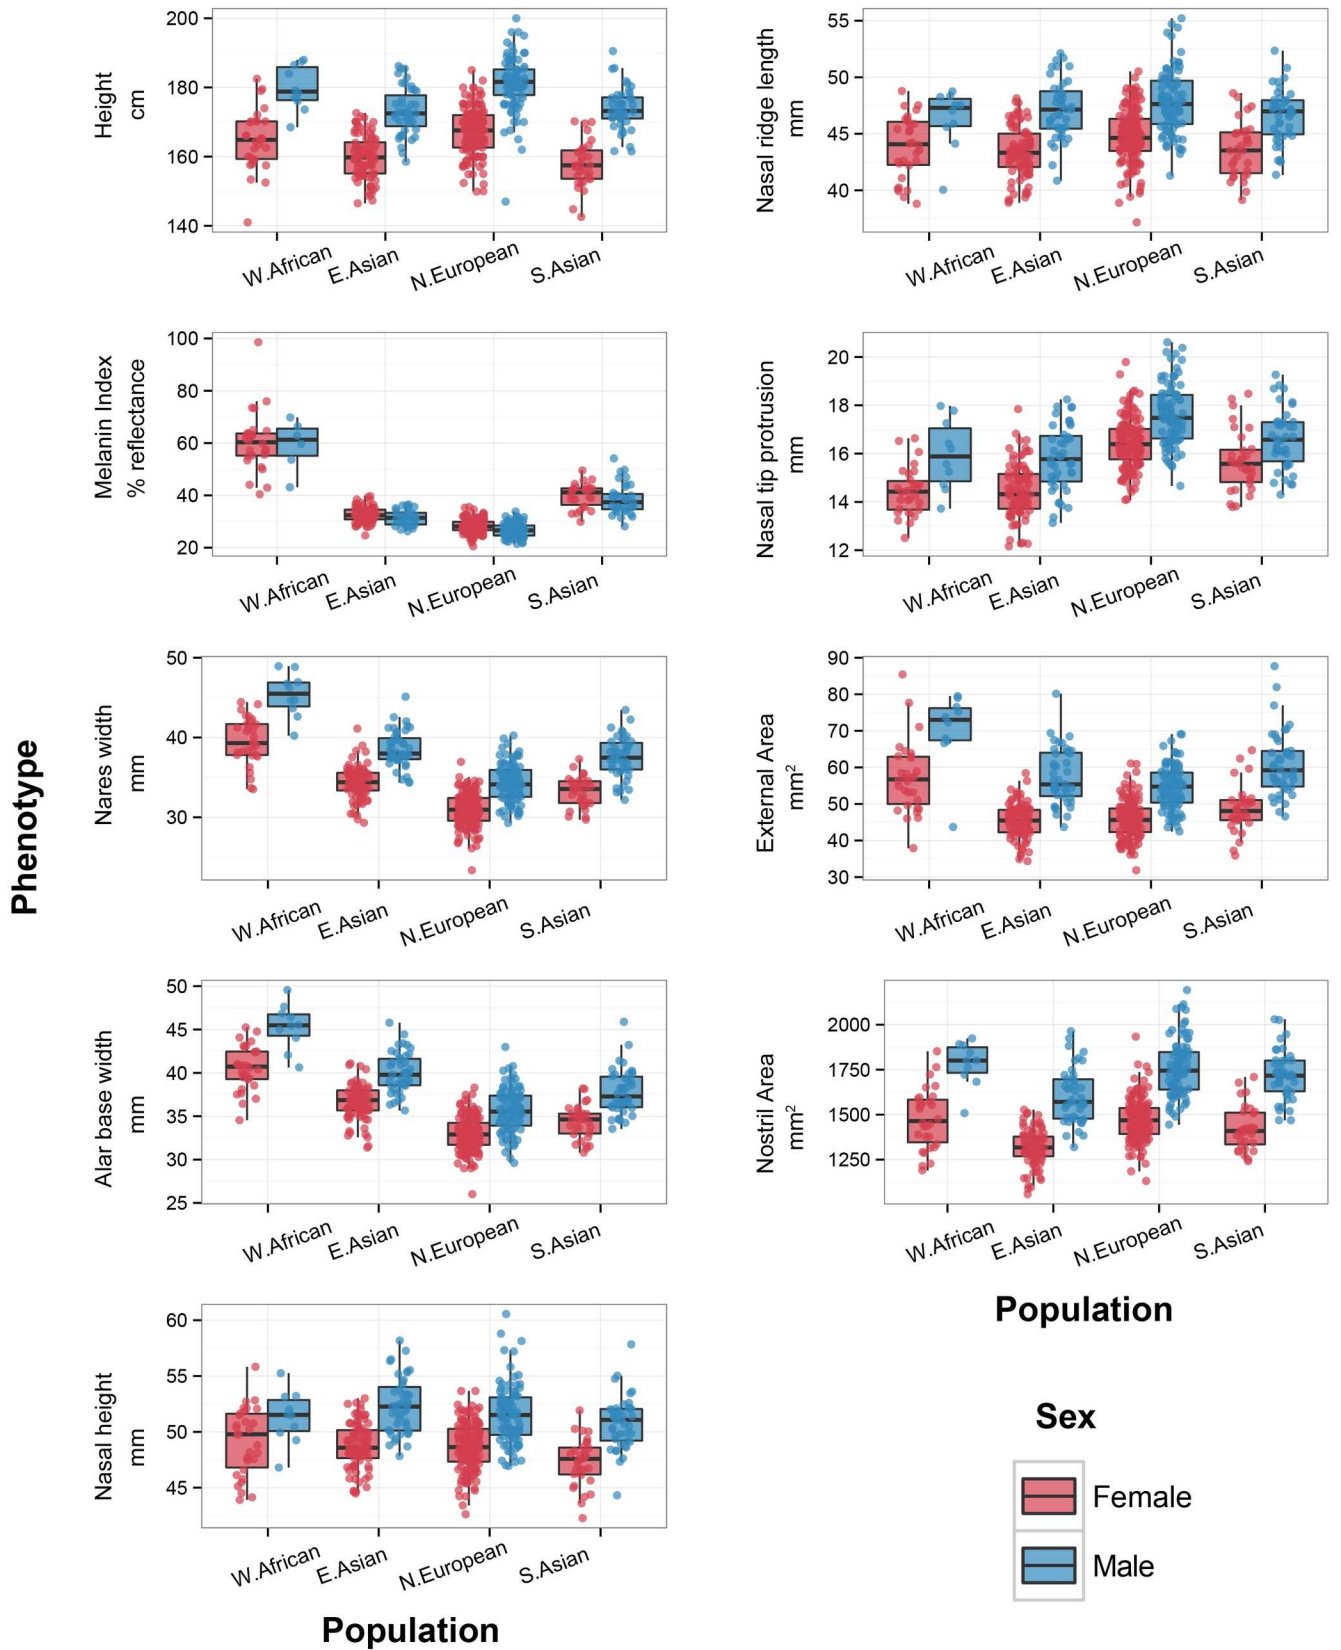 Phenotype
Height
cm
200
180
160
140
W.African
E.Asian
N.European
S.Asian
Melanin Index
% reflectance
100
80
60
40
20
W.African
E.Asian
N.European
S.Asian
Nares width
mm
50
40
30
W.African
E.Asian
N.European
S.Asian
Alar base width
mm
50
45
40
35
30
25
W.African
E.Asian
N.European
S.Asian
Nasal height
mm
60
55
50
45
W.African
E.Asian
N.European
S.Asian
Population
Nasal ridge length
mm
55
50
45
40
W.African
E.Asian
N.European
S.Asian
Nasal tip protrusion
mm
20
18
16
14
12
W.African
E.Asian
N.European
S.Asian
External Area
mm²
90
80
70
60
50
40
30
W.African
E.Asian
N.European
S.Asian
Nostril Area
mm²
2000
1750
1500
1250
W.African
E.Asian
N.European
S.Asian
Population
Sex
Female
Male